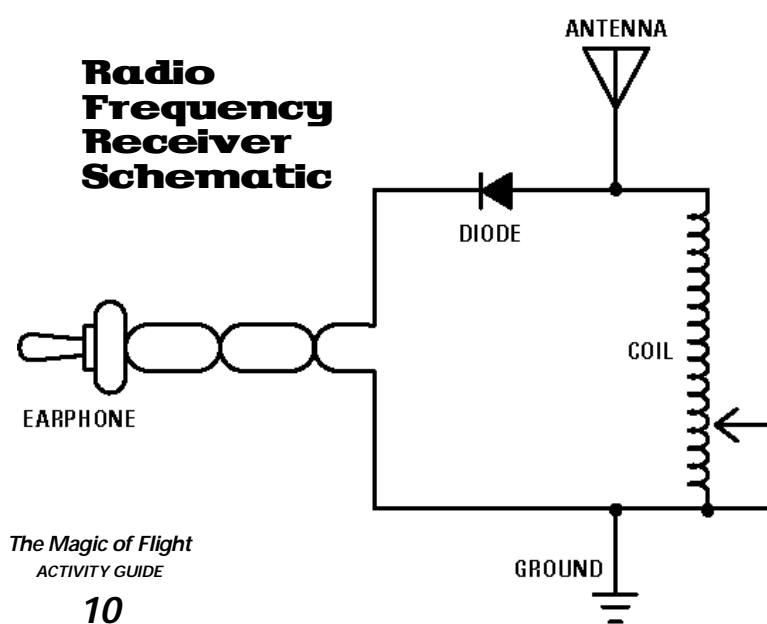 Radio
Frequency
Receiver
Schematic
ANTENNA
DIODE
COIL
EARPHONE
GROUND
The Magic of Flight
ACTIVITY GUIDE
10